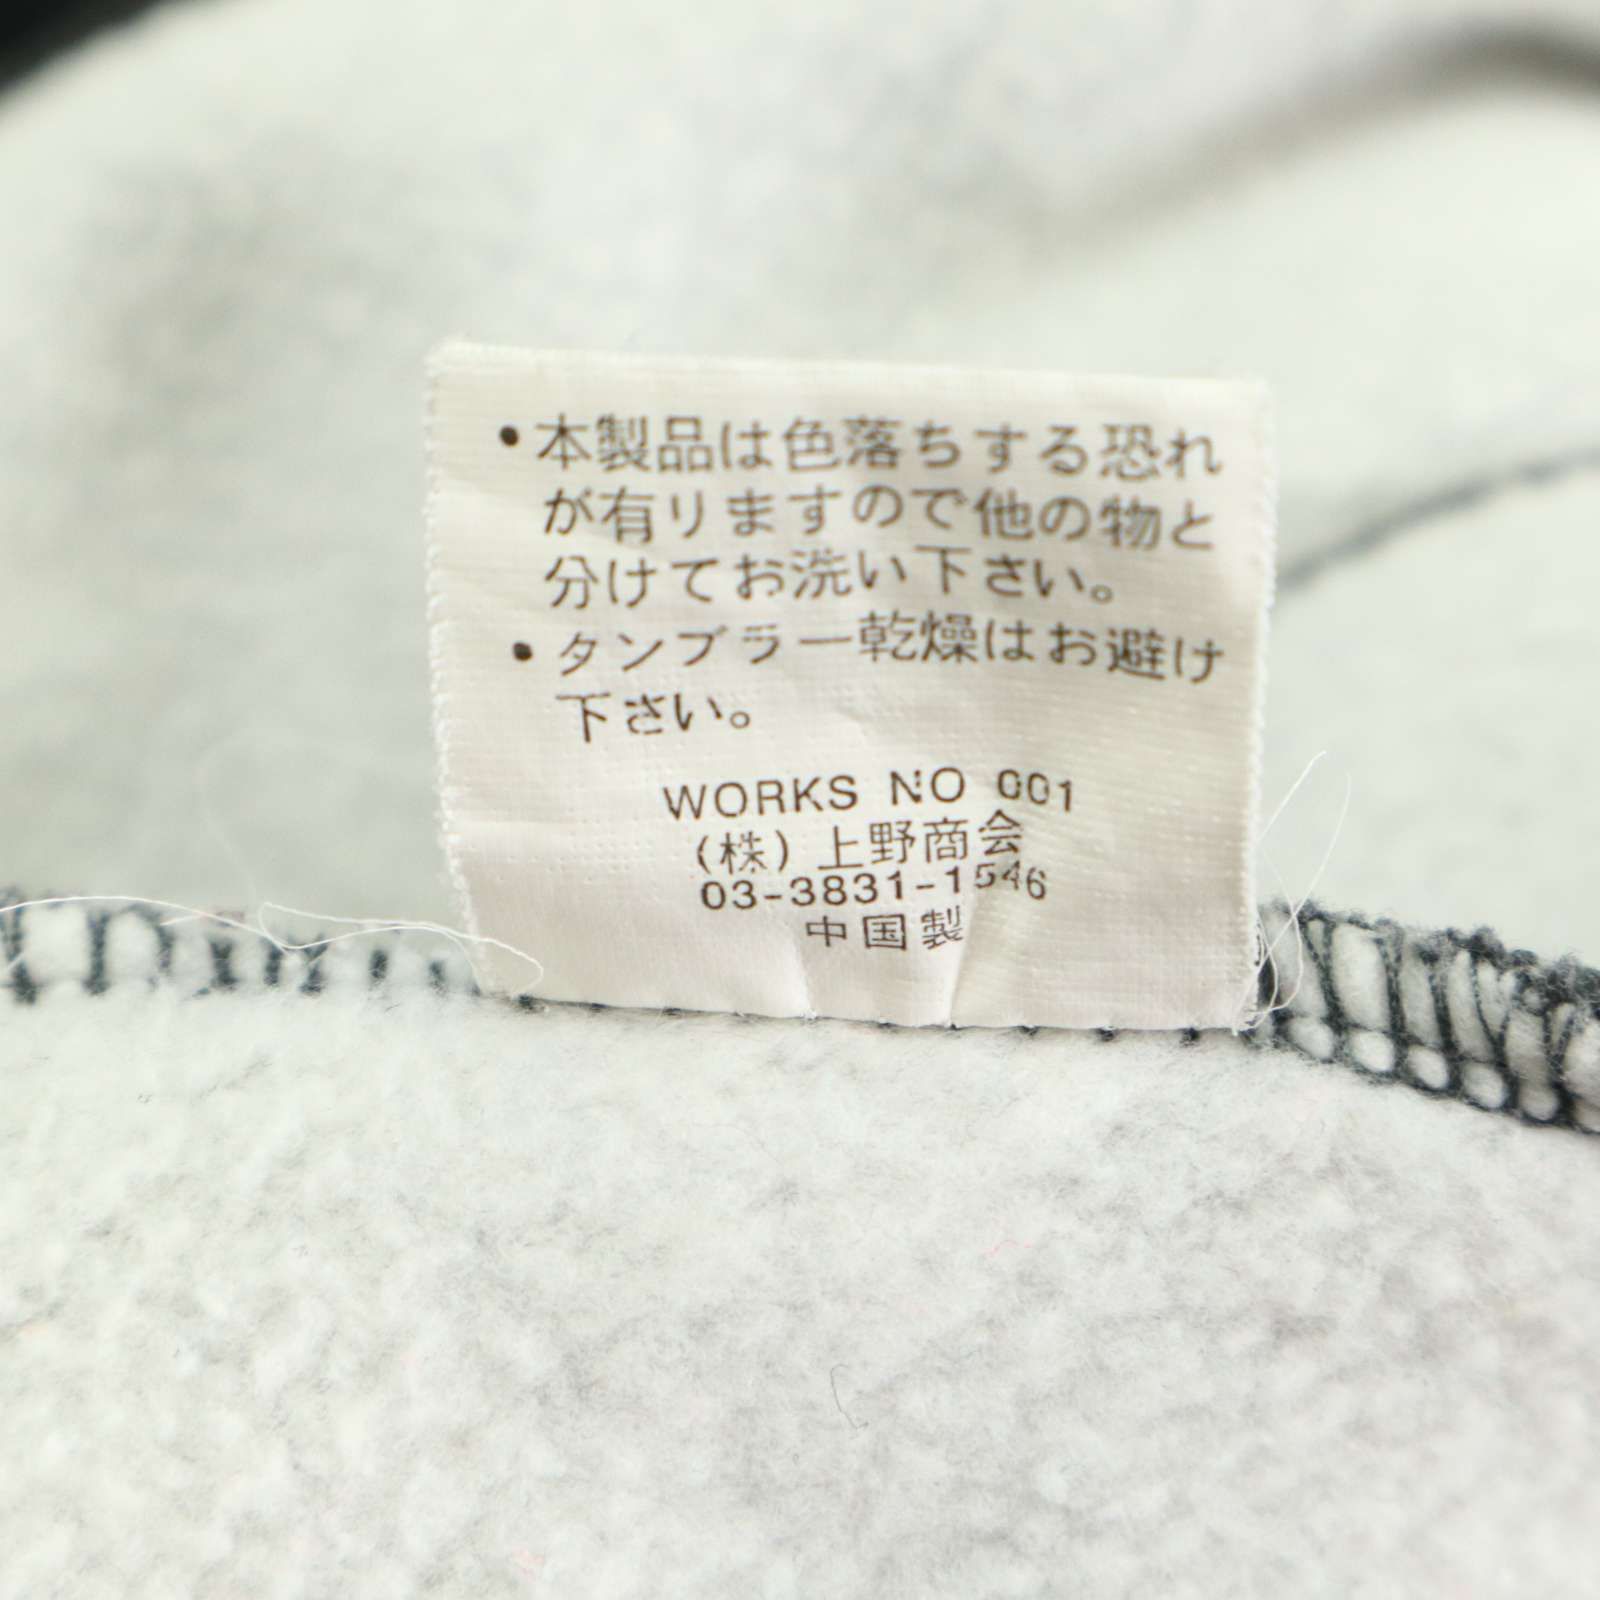 ・本製品は色落ちする恐れ
が有りますので他の物と
分けてお洗い下さい。
・タンブラー乾燥はお避け
下さい。
WORKS NO 001
(株)上野商会
03-3831-1546
中国製